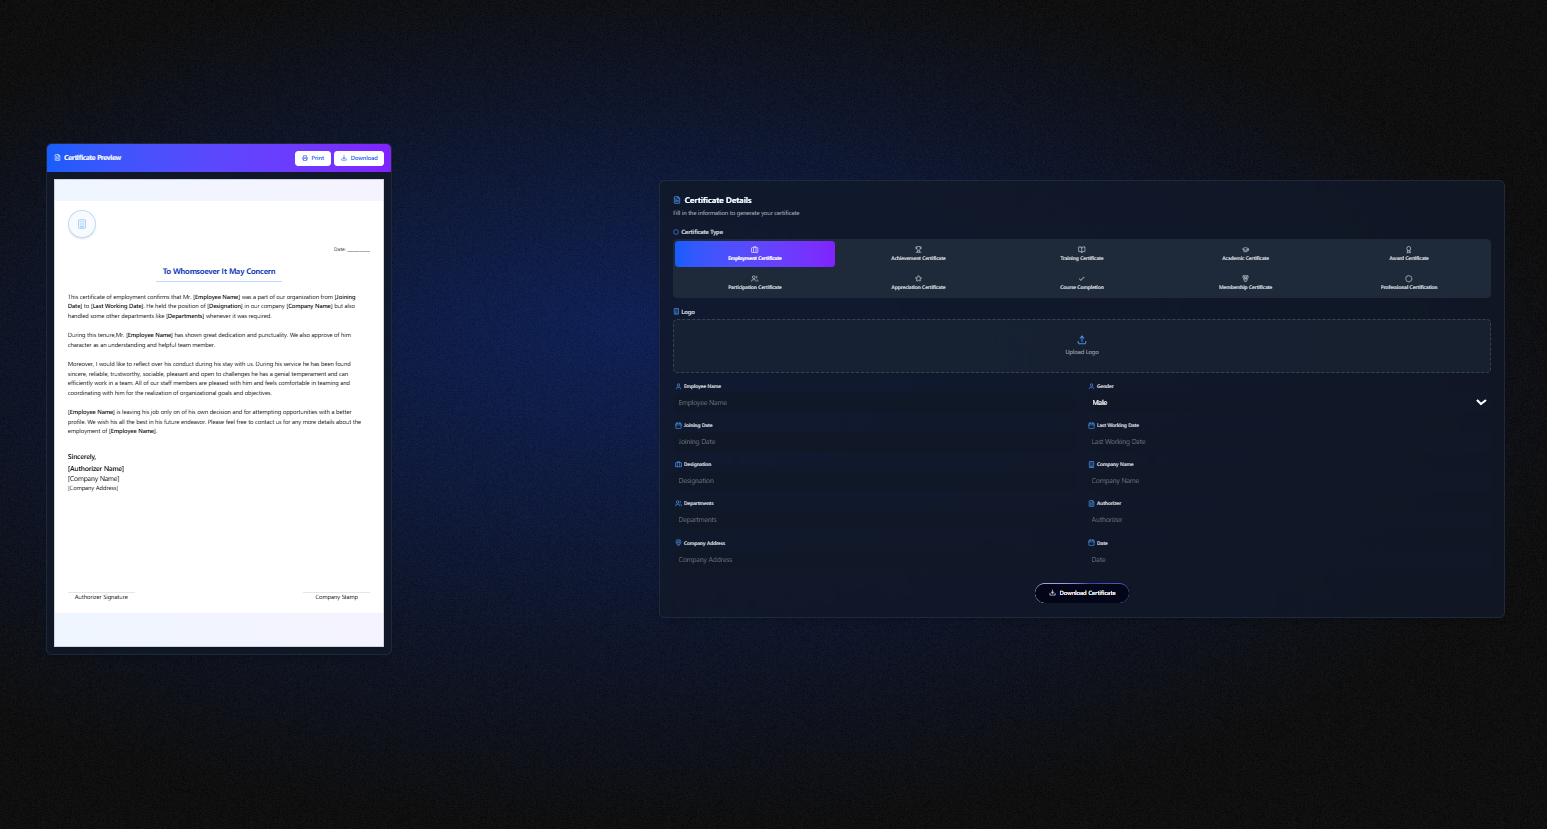 Certificate Preview
Print
Download
Date: __________
To Whomsoever It May Concern
This certificate of employment confirms that Mr. [Employee Name] was a part of our organization from [Joining
Date] to [Last Working Date]. He held the position of [Designation] in our company [Company Name] but also
handled some other departments like [Departments] whenever it was required.
During this tenure,Mr. [Employee Name] has shown great dedication and punctuality. We also approve of him
character as an understanding and helpful team member.
Moreover, I would like to reflect over his conduct during his stay with us. During his service he has been found
sincere, reliable, trustworthy, sociable, pleasant and open to challenges he has a genial temperament and can
efficiently work in a team. All of our staff members are pleased with him and feels comfortable in teaming and
coordinating with him for the realization of organizational goals and objectives.
[Employee Name] is leaving his job only on of his own decision and for attempting opportunities with a better
profile. We wish his all the best in his future endeavor. Please feel free to contact us for any more details about the
employment of [Employee Name].
Sincerely,
[Authorizer Name]
[Company Name]
[Company Address]
Authorizer Signature
Company Stamp
Certificate Details
Fill in the information to generate your certificate
Certificate Type
Employment Certificate
Achievement Certificate
Training Certificate
Academic Certificate
Award Certificate
Participation Certificate
Appreciation Certificate
Course Completion
Membership Certificate
Professional Certification
Logo
Upload Logo
Employee Name
Gender
Employee Name
Male
Joining Date
Last Working Date
Joining Date
Last Working Date
Designation
Company Name
Designation
Company Name
Departments
Authorizer
Departments
Authorizer
Company Address
Date
Company Address
Date
Download Certificate